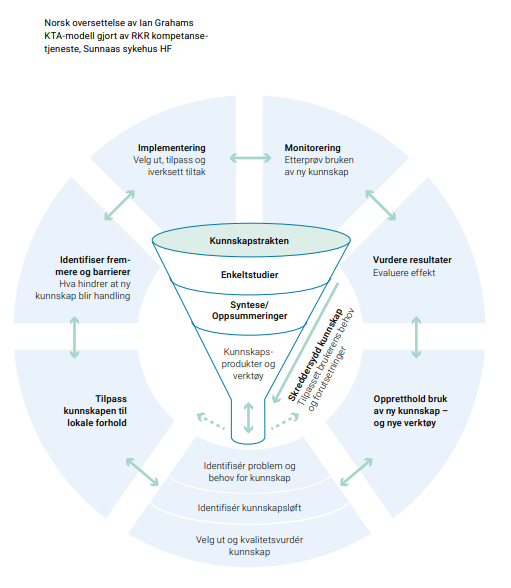 Norsk oversettelse av Ian Grahams
KTA-modell gjort av RKR kompetanse-
tjeneste, Sunnaas sykehus HF
Implementering
Velg ut, tilpass og
iverksett tiltak
Monitorering
Etterprøv bruken
av ny kunnskap
Identifiser frem-
mere og barrierer
Hva hindrer at ny
kunnskap blir handling
Kunnskapstrakten
Enkeltstudier
Syntese/
Oppsummeringer
Kunnskaps-
produkter og
verktøy
Skreddersydd kunnskap
Tilpasset brukerens behov
og forutsetninger
Vurdere resultater
Evaluere effekt
Tilpass
kunnskapen til
lokale forhold
Oppretthold bruk
av ny kunnskap –
og nye verktøy
Identifisér problem og
behov for kunnskap
Identifisér kunnskapsløft
Velg ut og kvalitetsvurdér
kunnskap